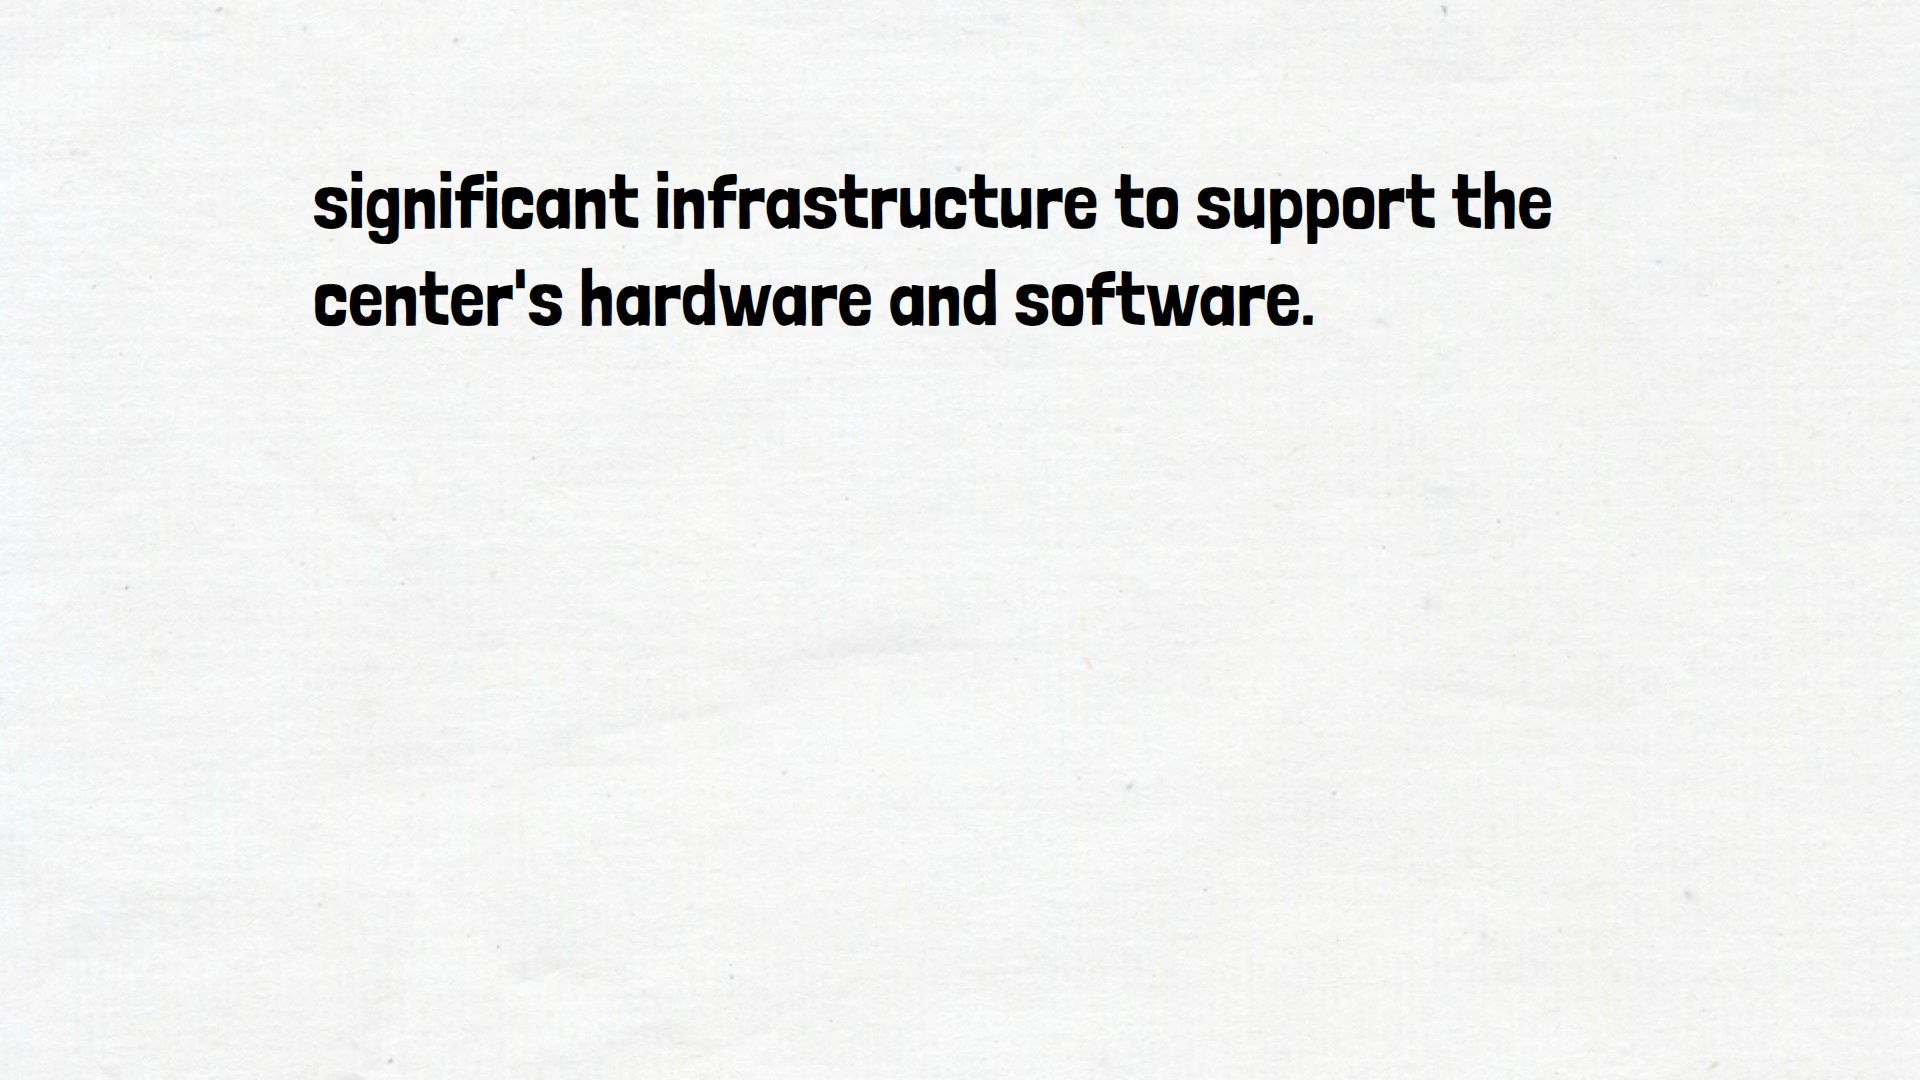 significant infrastructure to support the
center's hardware and software.